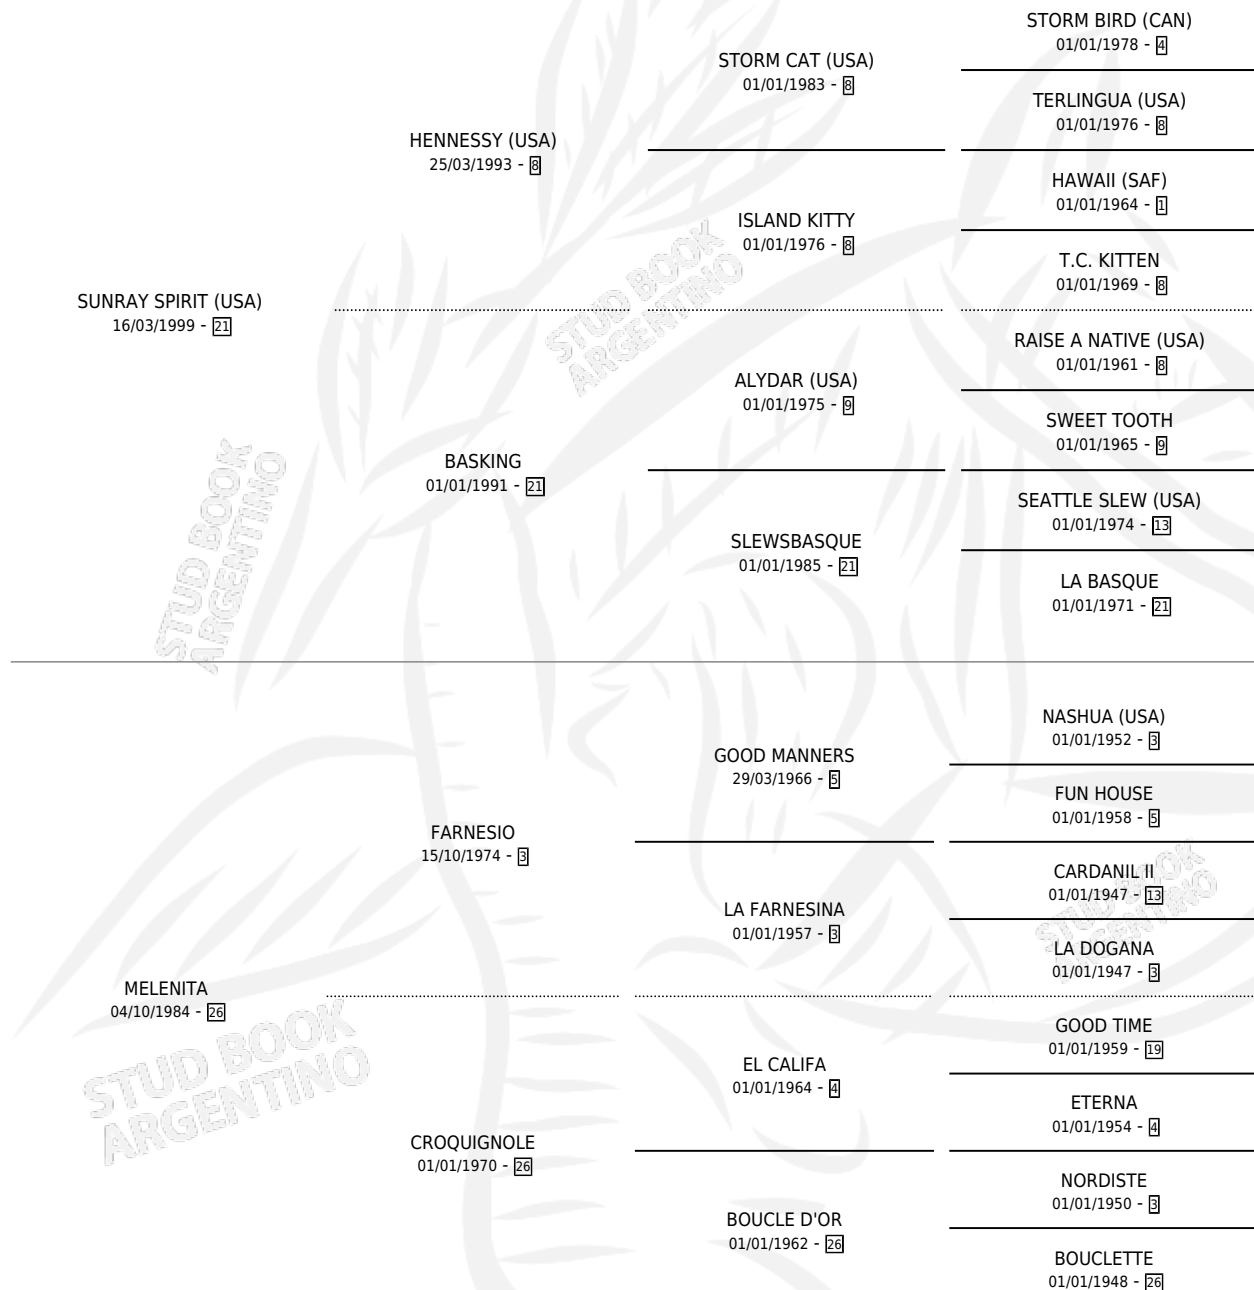 STORM BIRD (CAN)
01/01/1978 - 4
STORM CAT (USA)
01/01/1983 - 8
TERLINGUA (USA)
01/01/1976 - 8
HENNESSY (USA)
25/03/1993 - 8
HAWAII (SAF)
01/01/1964 - 1
ISLAND KITTY
01/01/1976 - 8
T.C. KITTEN
01/01/1969 - 8
SUNRAY SPIRIT (USA)
16/03/1999 - 21
RAISE A NATIVE (USA)
01/01/1961 - 8
ALYDAR (USA)
01/01/1975 - 9
SWEET TOOTH
01/01/1965 - 9
BASKING
01/01/1991 - 21
SEATTLE SLEW (USA)
01/01/1974 - 13
SLEWSBASQUE
01/01/1985 - 21
LA BASQUE
01/01/1971 - 21
NASHUA (USA)
01/01/1952 - 3
GOOD MANNERS
29/03/1966 - 5
FUN HOUSE
01/01/1958 - 5
FARNESIO
15/10/1974 - 3
CARDANIL II
01/01/1947 - 13
LA FARNESINA
01/01/1957 - 3
LA DOGANA
01/01/1947 - 3
MELENITA
04/10/1984 - 26
GOOD TIME
01/01/1959 - 19
EL CALIFA
01/01/1964 - 4
ETERNA
01/01/1954 - 4
CROQUIGNOLE
01/01/1970 - 26
NORDISTE
01/01/1950 - 3
BOUCLE D'OR
01/01/1962 - 26
BOUCLETTE
01/01/1948 - 26
STUD BOOK
ARGENTINO
STUD BOOK
ARGENTINO
STUD BOOK
ARGENTINO
STUD BOOK
ARGENTINO